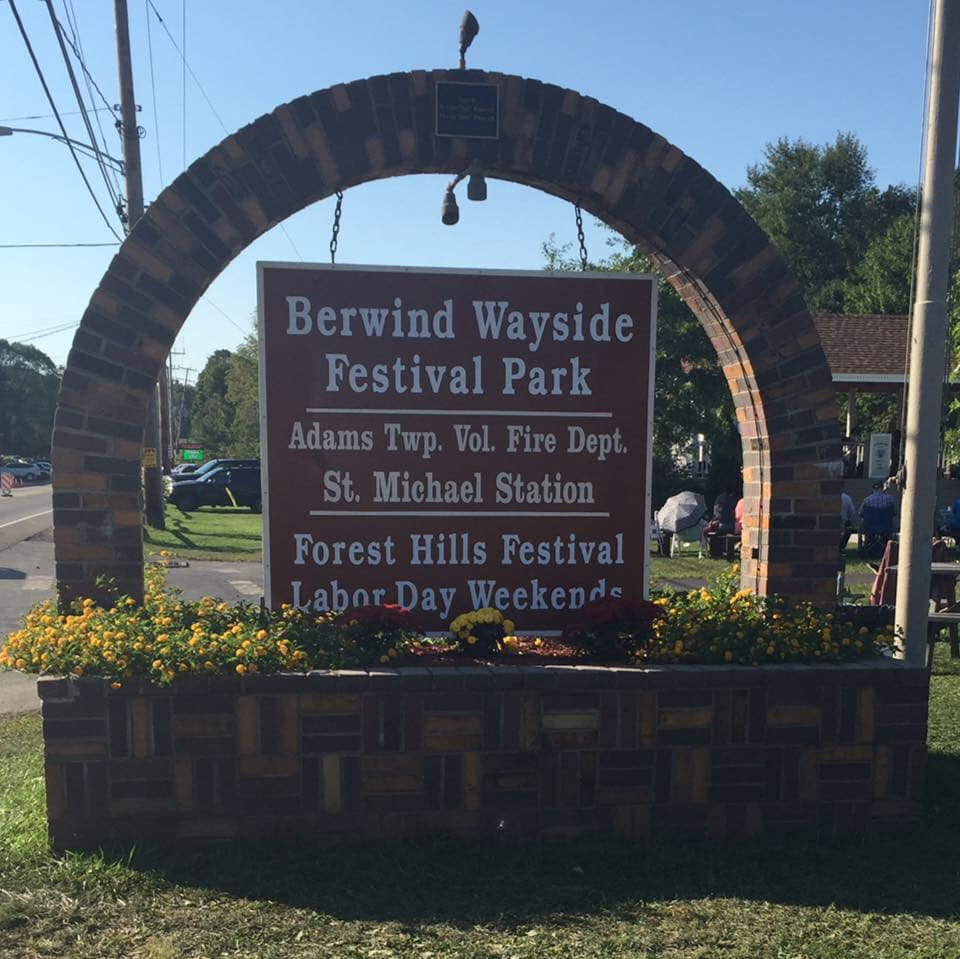 Berwind Wayside
Festival Park
Adams Twp. Vol. Fire Dept.
St. Michael Station
Forest Hills Festival
Labor Day Weekends